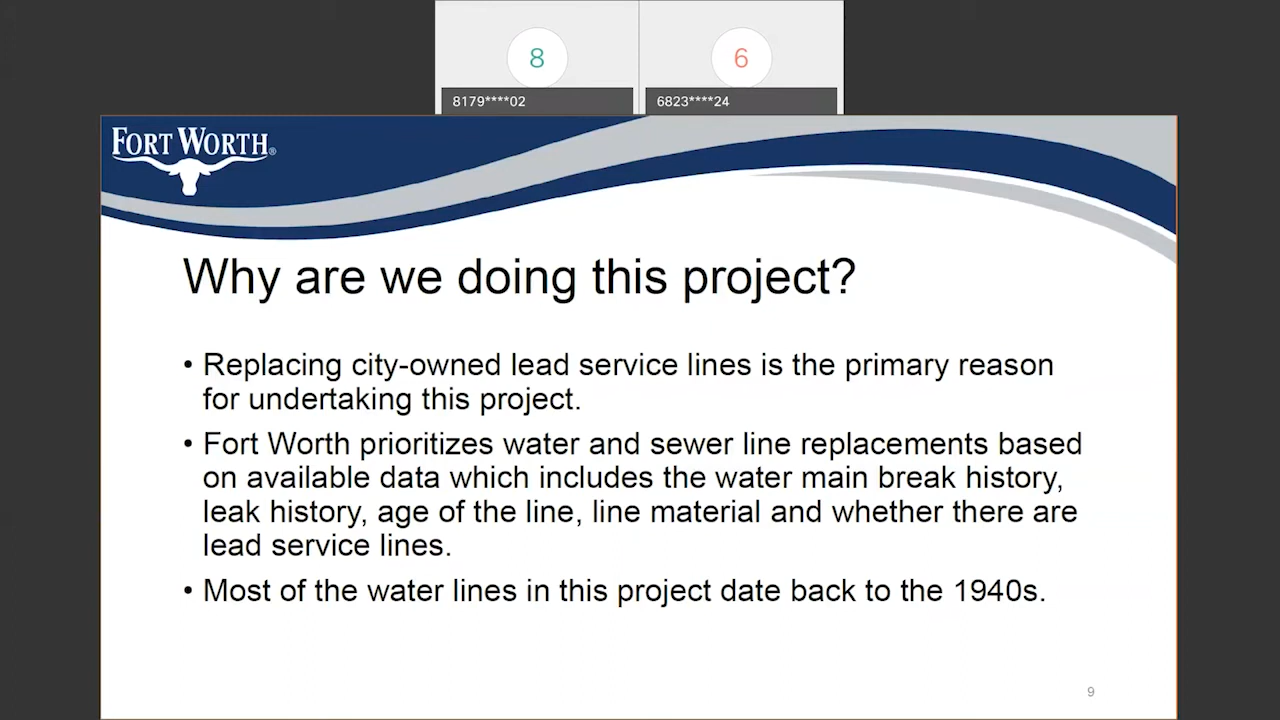 8
6
8179****02
6823****24
FORT WORTH®
Why are we doing this project?
• Replacing city-owned lead service lines is the primary reason
for undertaking this project.
• Fort Worth prioritizes water and sewer line replacements based
on available data which includes the water main break history,
leak history, age of the line, line material and whether there are
lead service lines.
• Most of the water lines in this project date back to the 1940s.
9